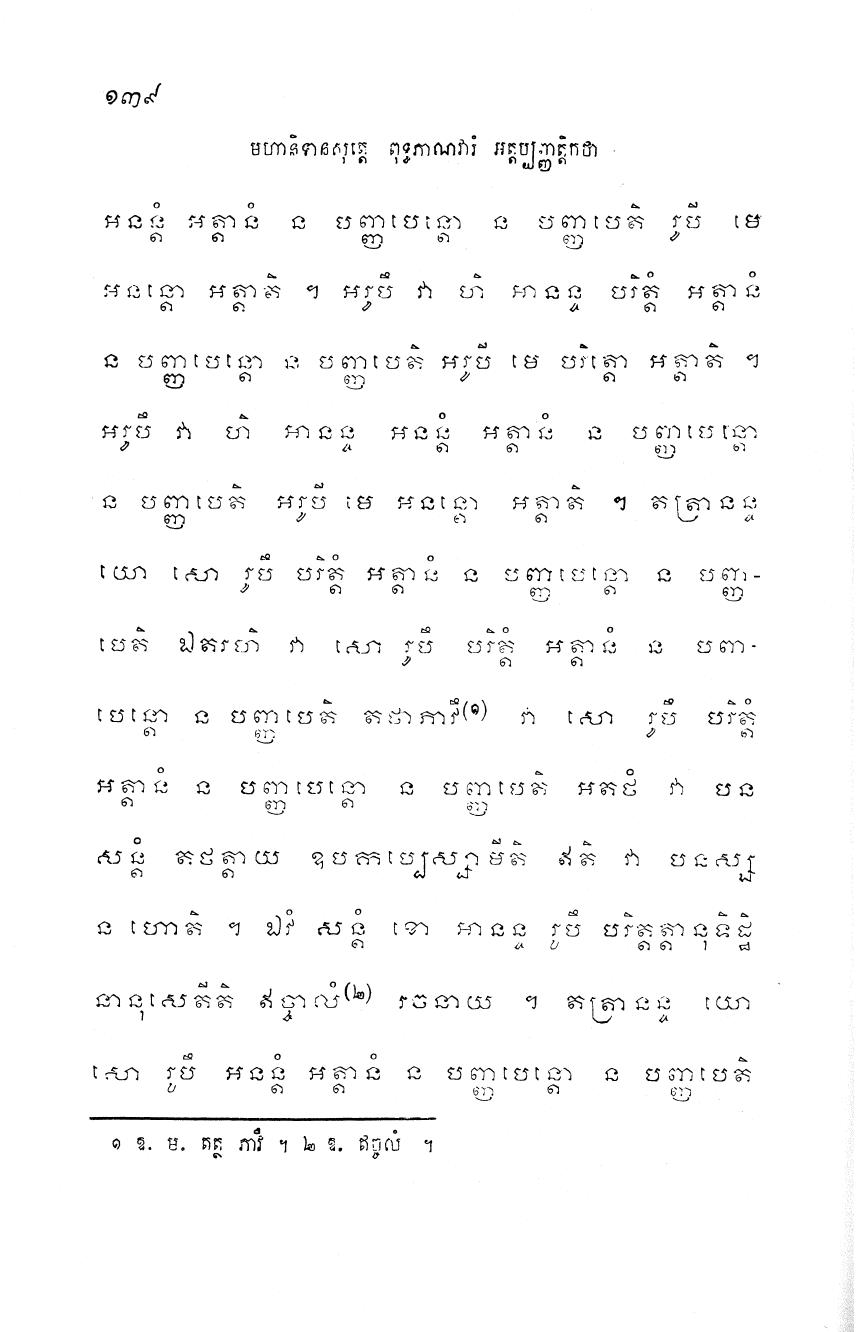 ១៣៩
មហានិទានសុត្តេ ពុទ្ធភាណវារំ អត្តប្បញ្ញត្តិកថា
អនន្តំ អត្តានំ ន បញ្ញាបេន្តោ ន បញ្ញាបេតិ រូបី មេ
អនន្តោ អត្តាតិ ។ អរូបឹ វា ហិ អានន្ទ បរិត្តំ អត្តានំ
ន បញ្ញាបេន្តោ ន បញ្ញាបេតិ អរូបី មេ បរិត្តោ អត្តាតិ ។
អរូបឹ វា ហិ អានន្ទ អនន្តំ អត្តានំ ន បញ្ញាបេន្តោ
ន បញ្ញាបេតិ អរូបី មេ អនន្តោ អត្តាតិ ។ តត្រានន្ទ
យោ សោ រូបឹ បរិត្តំ អត្តានំ ន បញ្ញាបេន្តោ ន បញ្ញា-
បេតិ ឯតរហិ វា សោ រូបឹ បរិត្តំ អត្តានំ ន បញា-
បេន្តោ ន បញ្ញាបេតិ តថាភាវឹ(១) វា សោ រូបឹ បរិត្តំ
អត្តានំ ន បញ្ញាបេន្តោ ន បញ្ញាបេតិ អតថំ វា បន
សន្តំ តថត្តាយ ឧបកប្បេស្សាមីតិ ឥតិ វា បនស្ស
ន ហោតិ ។ ឯវំ សន្តំ ខោ អានន្ទ រូបឹ បរិត្តត្តានុទិដ្ឋិ
នានុសេតីតិ ឥច្ចាលំ(២) វចនាយ ។ តត្រានន្ទ យោ
សោ រូបឹ អនន្តំ អត្តានំ ន បញ្ញាបេន្តោ ន បញ្ញាបេតិ
១ ឧ. ម. តត្ថ ភាវឹ ។ ២ ឧ. ឥច្ចលំ ។